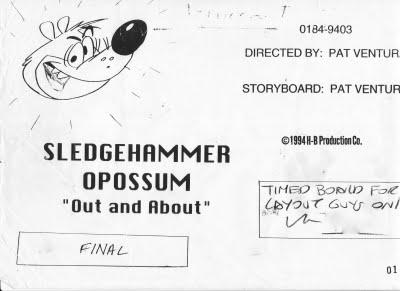 0184-9403
DIRECTED BY: PAT VENTUR
STORYBOARD: PAT VENTUR
©1994 H-B Production Co.
SLEDGEHAMMER
OPOSSUM
"Out and About"
TIMED BOARD FOR
LAYOUT GUYS ONL
FINAL
01